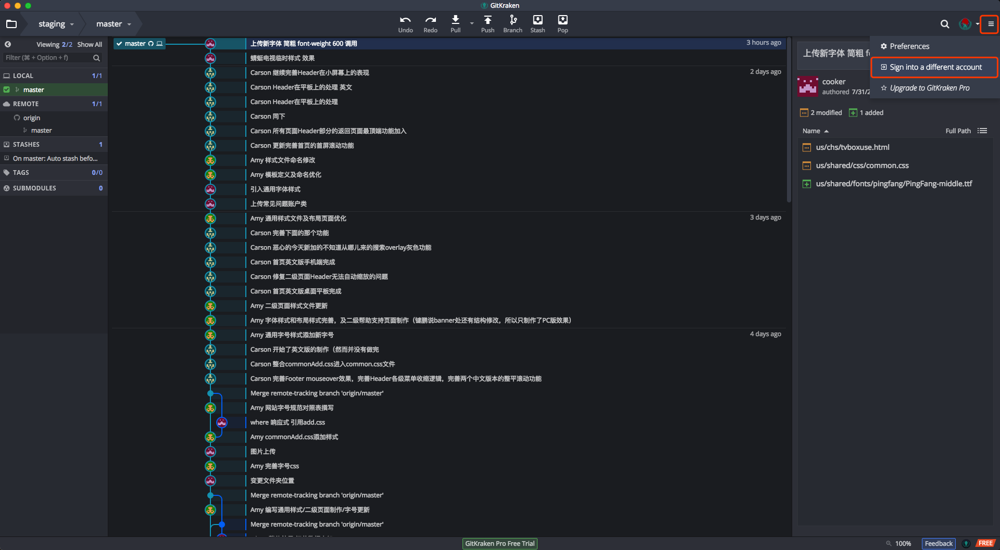 GitKraken
staging
master
Undo
Redo
Pull
Push
Branch
Stash
Pop
Viewing 2/2 Show All
Filter (⌘ + Option + f)
LOCAL 1/1
master
REMOTE 1/1
origin
master
STASHES 1
On master: Auto stash befo...
TAGS 0/0
SUBMODULES 0
master
上传新字体 简粗 font-weight 600 调用 3 hours ago
蜻蜓电视临时样式 效果
Carson 继续完善Header在小屏幕上的表现 2 days ago
Carson Header在平板上的处理 英文
Carson Header在平板上的处理
Carson 同下
Carson 所有页面Header部分的返回页面最顶端功能加入
Carson 更新完善首页的首屏滚动功能
Amy 样式文件命名修改
Amy 模板定义及命名优化
引入通用字体样式
上传常见问题账户类
Amy 通用样式文件及布局页面优化 3 days ago
Carson 完善下面的那个功能
Carson 恶心的今天新加的不知道从哪儿来的搜索overlay灰色功能
Carson 首页英文版手机端完成
Carson 修复二级页面Header无法自动缩放的问题
Carson 首页英文版桌面平板完成
Amy 二级页面样式文件更新
Amy 字体样式和布局样式完善，及二级帮助支持页面制作（键鹏说banner处还有结构修改，所以只制作了PC版效果）
Amy 通用字号样式添加新字号 4 days ago
Carson 开始了英文版的制作（然而并没有做完
Carson 整合commonAdd.css进入common.css文件
Carson 完善Footer mouseover效果，完善Header各级菜单收缩逻辑，完善两个中文版本的整平滚动功能
Merge remote-tracking branch 'origin/master'
Amy 网站字号规范对照表撰写
where 响应式 引用add.css
Amy commonAdd.css添加样式
图片上传
Amy 完善字号css
变更文件夹位置
Merge remote-tracking branch 'origin/master'
Amy 编写通用样式/二级页面制作/字号更新
Merge remote-tracking branch 'origin/master'
Preferences
Sign into a different account
Upgrade to GitKraken Pro
上传新字体 简粗 f
cooker
authored 7/31/2
2 modified 1 added
Name Full Path
us/chs/tvboxuse.html
us/shared/css/common.css
us/shared/fonts/pingfang/PingFang-middle.ttf
GitKraken Pro Free Trial
100%
Feedback
FREE